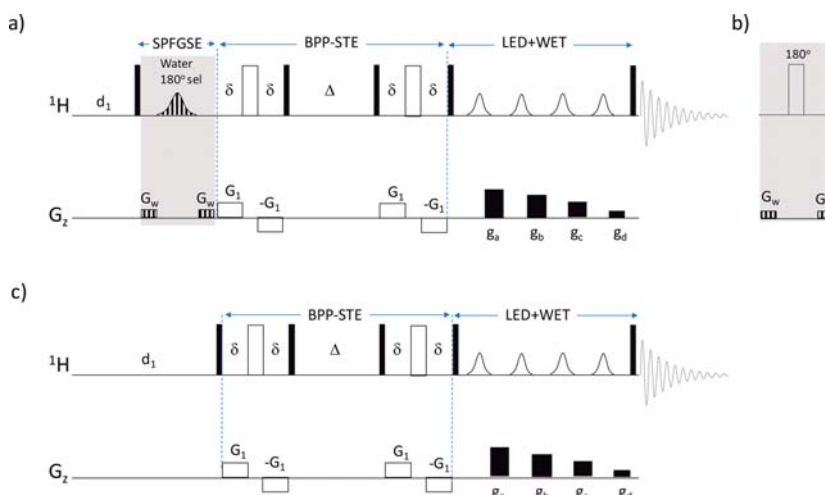 a)
SPFGSE
BPP-STE
LED+WET
b)
Water
180° sel
180°
¹H
d₁
δ
δ
Δ
δ
δ
G_w
G_w
G₁
-G₁
G₁
-G₁
G_w
G_z
g_a
g_b
g_c
g_d
c)
BPP-STE
LED+WET
¹H
d₁
δ
δ
Δ
δ
δ
G₁
-G₁
G₁
-G₁
G_z